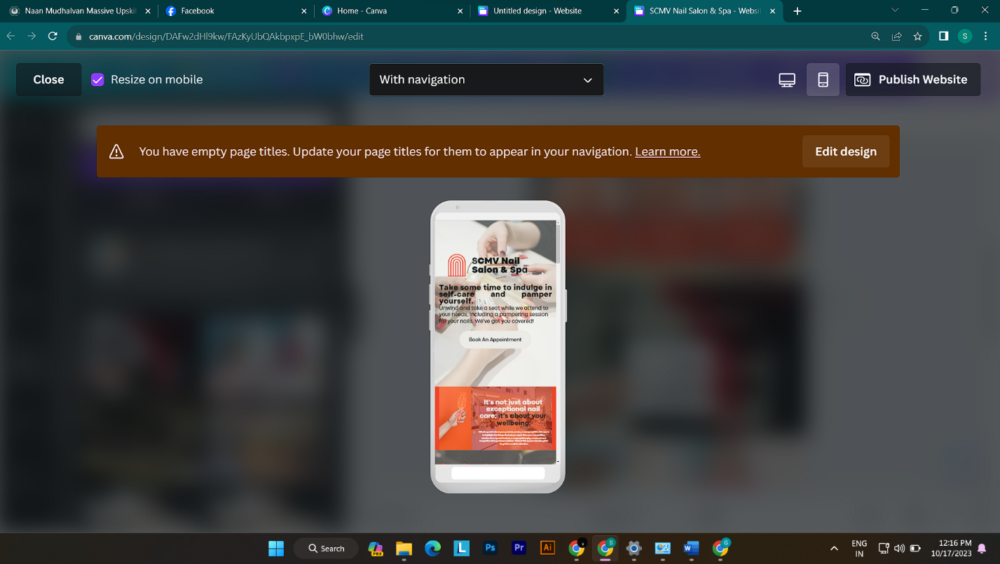 Naan Mudhalvan Massive Upskil
Facebook
Home - Canva
Untitled design - Website
SCMV Nail Salon & Spa - Websi
canva.com/design/DAFw2dHl9kw/FAzKyUbQAkbpxpE_bW0bhw/edit
S
Close
Resize on mobile
With navigation
Publish Website
You have empty page titles. Update your page titles for them to appear in your navigation. Learn more.
Edit design
SCMV Nail
Salon & Spa
Take some time to indulge in
self-care and pamper
yourself.
Unwind and take a seat while we attend to
your needs, including a pampering session
for your nails. We've got you covered!
Book An Appointment
It's not just about
exceptional nail
care; it's about your
wellbeing.
Search
PRE
L
Ps
Pr
Ai
S
W
G
ENG
IN
12:16 PM
10/17/2023